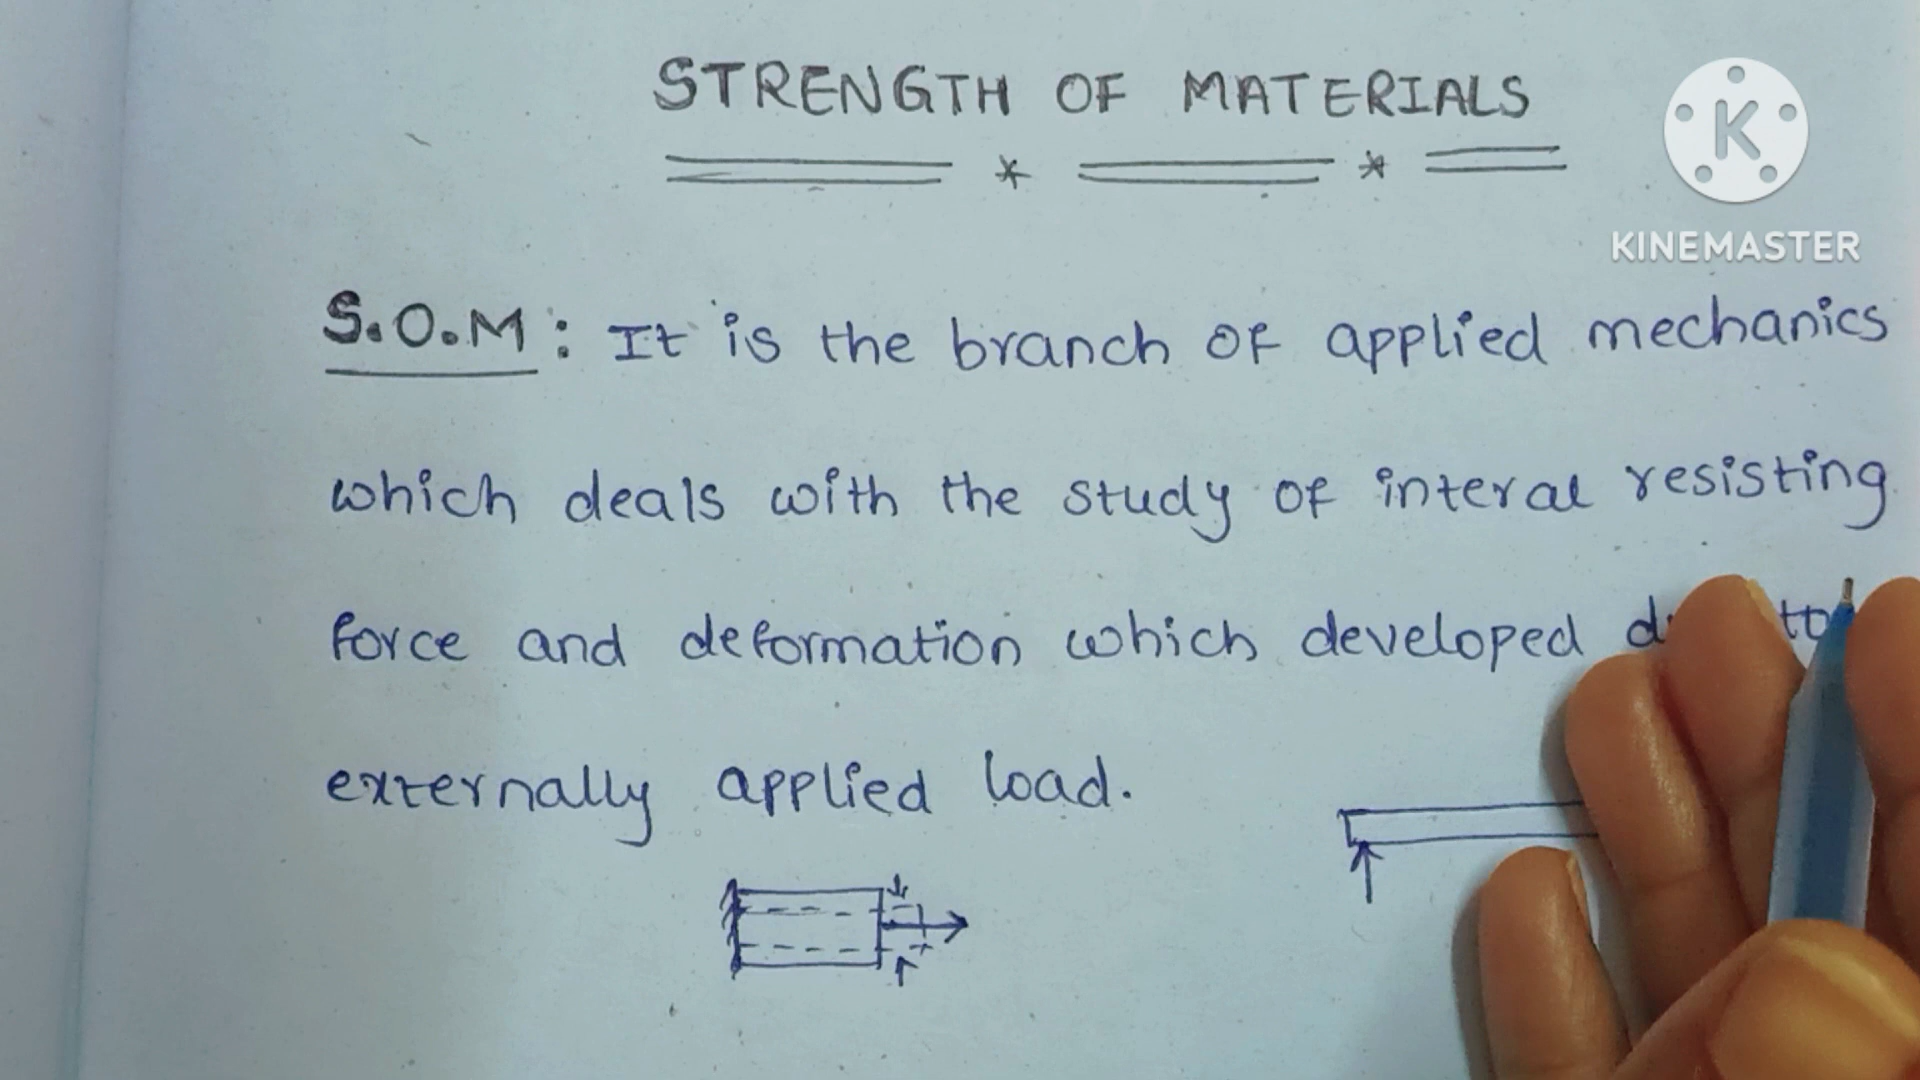 STRENGTH OF MATERIALS
K
KINEMASTER
S.O.M: It is the branch of applied mechanics
which deals with the study of interal resisting
force and deformation which developed to
externally applied load.